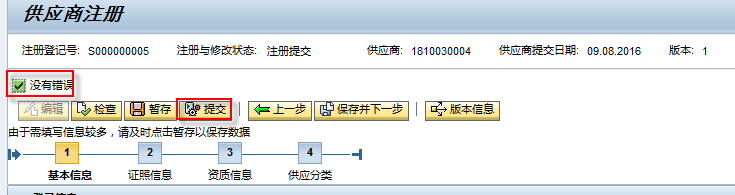 供应商注册
注册登记号: S000000005 注册与修改状态: 注册提交 供应商: 1810030004 供应商提交日期: 09.08.2016 版本: 1
没有错误
编辑 检查 暂存 提交 上一步 保存并下一步 版本信息
由于需填写信息较多，请及时点击暂存以保存数据
1 2 3 4
基本信息 证照信息 资质信息 供应分类